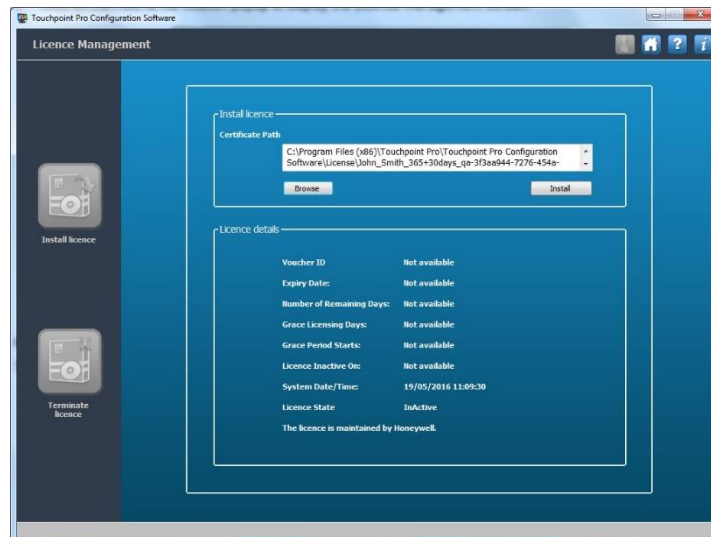 Touchpoint Pro Configuration Software
Licence Management
Install licence
Certificate Path
C:\Program Files (x86)\Touchpoint Pro\Touchpoint Pro Configuration
Software\License\John_Smith_365+30days_qa-3f3aa944-7276-454a-
Browse
Install
Install licence
Licence details
Voucher ID Not available
Expiry Date: Not available
Number of Remaining Days: Not available
Grace Licensing Days: Not available
Grace Period Starts: Not available
Licence Inactive On: Not available
System Date/Time: 19/05/2016 11:09:30
Licence State InActive
The licence is maintained by Honeywell.
Terminate
licence